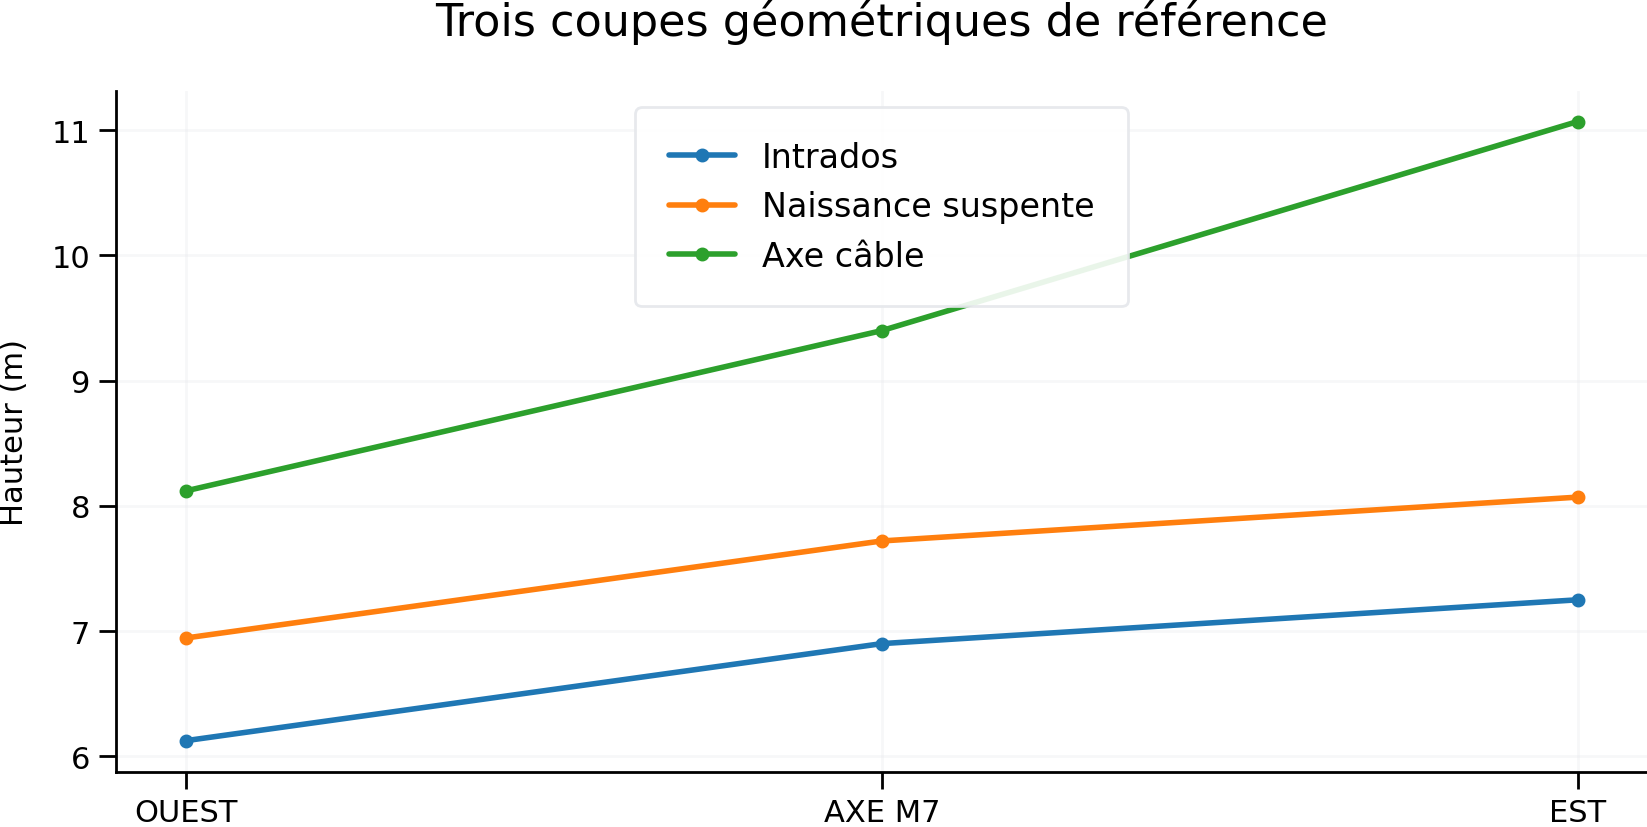 Trois coupes géométriques de référence
Hauteur (m)
11
10
9
8
7
6
Intrados
Naissance suspente
Axe câble
OUEST
AXE M7
EST